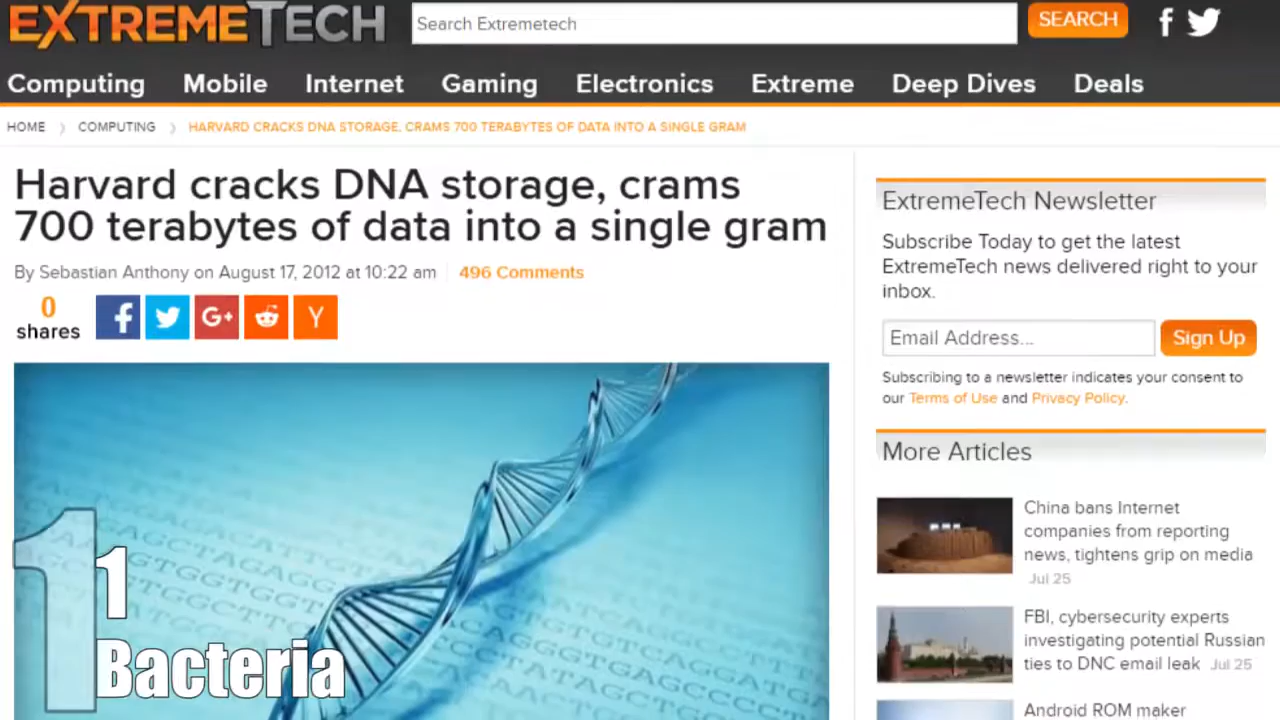 EXTREMETECH
Search Extremetech
SEARCH
Computing Mobile Internet Gaming Electronics Extreme Deep Dives Deals
HOME 〉 COMPUTING 〉 HARVARD CRACKS DNA STORAGE, CRAMS 700 TERABYTES OF DATA INTO A SINGLE GRAM
Harvard cracks DNA storage, crams
700 terabytes of data into a single gram
By Sebastian Anthony on August 17, 2012 at 10:22 am 496 Comments
0
shares
G+
Y
1
1
Bacteria
ExtremeTech Newsletter
Subscribe Today to get the latest
ExtremeTech news delivered right to your
inbox.
Email Address...
Sign Up
Subscribing to a newsletter indicates your consent to
our Terms of Use and Privacy Policy.
More Articles
China bans Internet
companies from reporting
news, tightens grip on media
Jul 25
FBI, cybersecurity experts
investigating potential Russian
ties to DNC email leak Jul 25
Android ROM maker